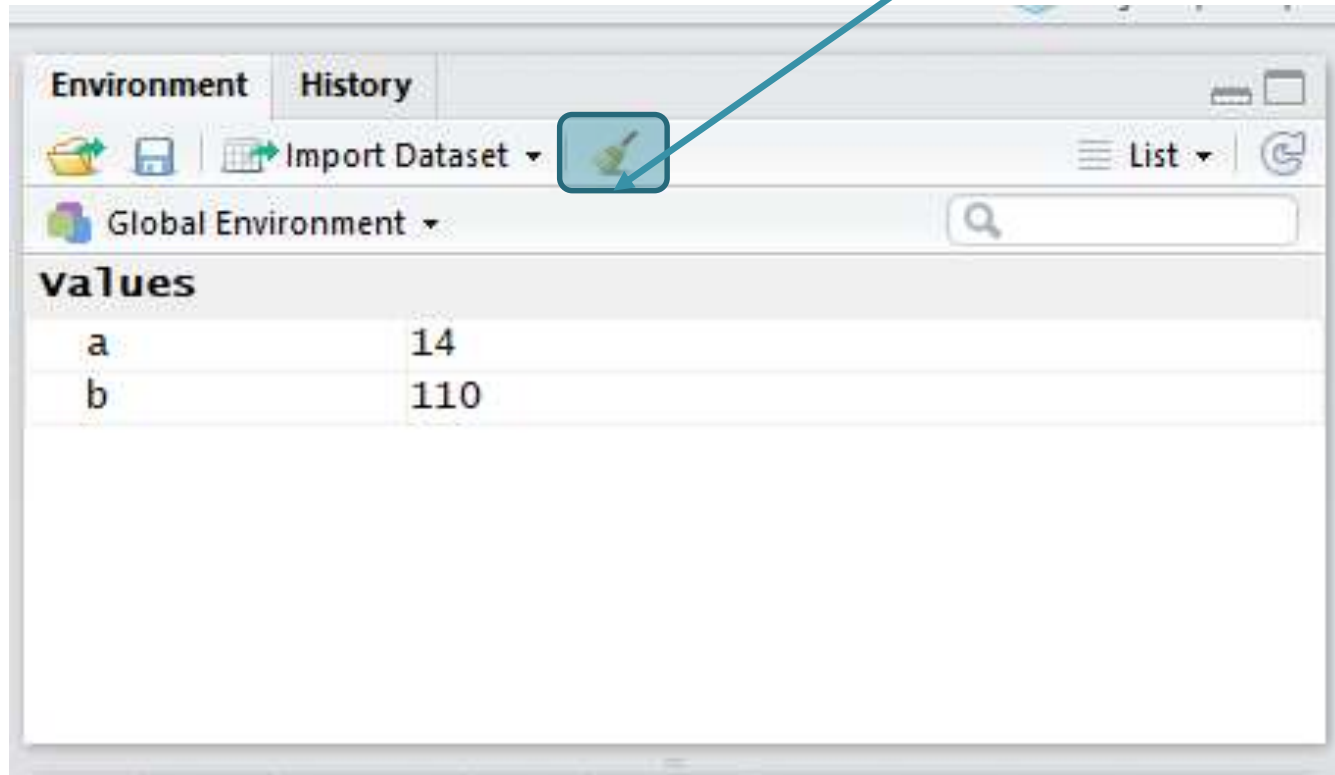 Environment History
Import Dataset List
Global Environment
Values
a 14
b 110